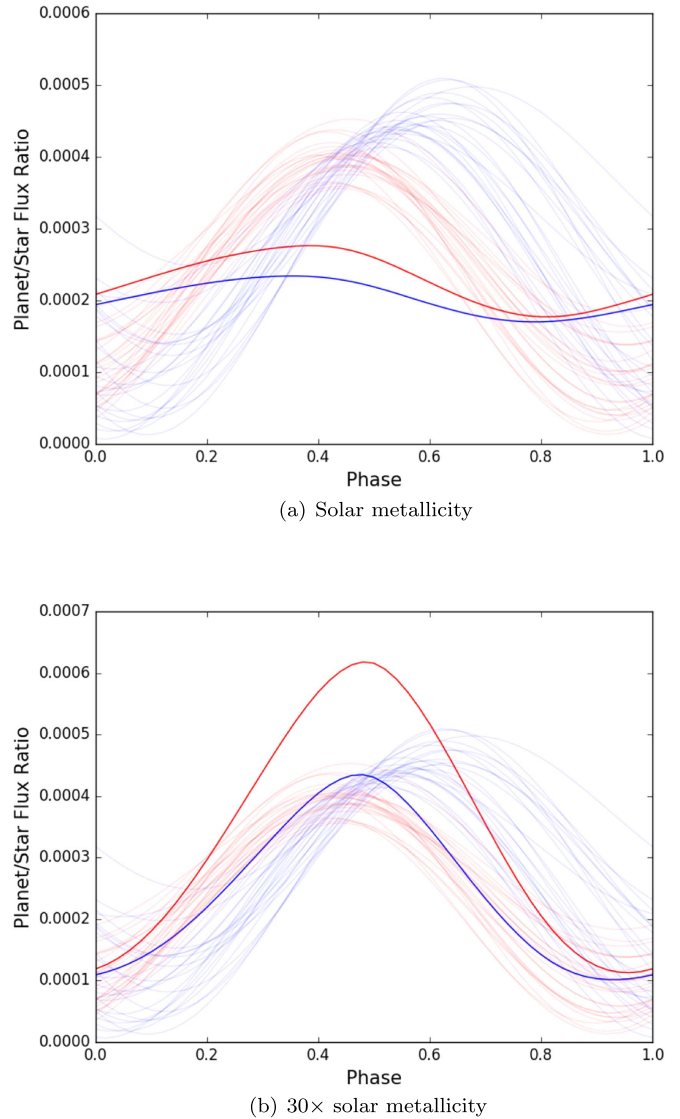 0.0006
0.0005
0.0004
0.0003
0.0002
0.0001
0.0000
Planet/Star Flux Ratio
0.0 0.2 0.4 0.6 0.8 1.0
Phase
(a) Solar metallicity
0.0007
0.0006
0.0005
0.0004
0.0003
0.0002
0.0001
0.0000
Planet/Star Flux Ratio
0.0 0.2 0.4 0.6 0.8 1.0
Phase
(b) 30× solar metallicity